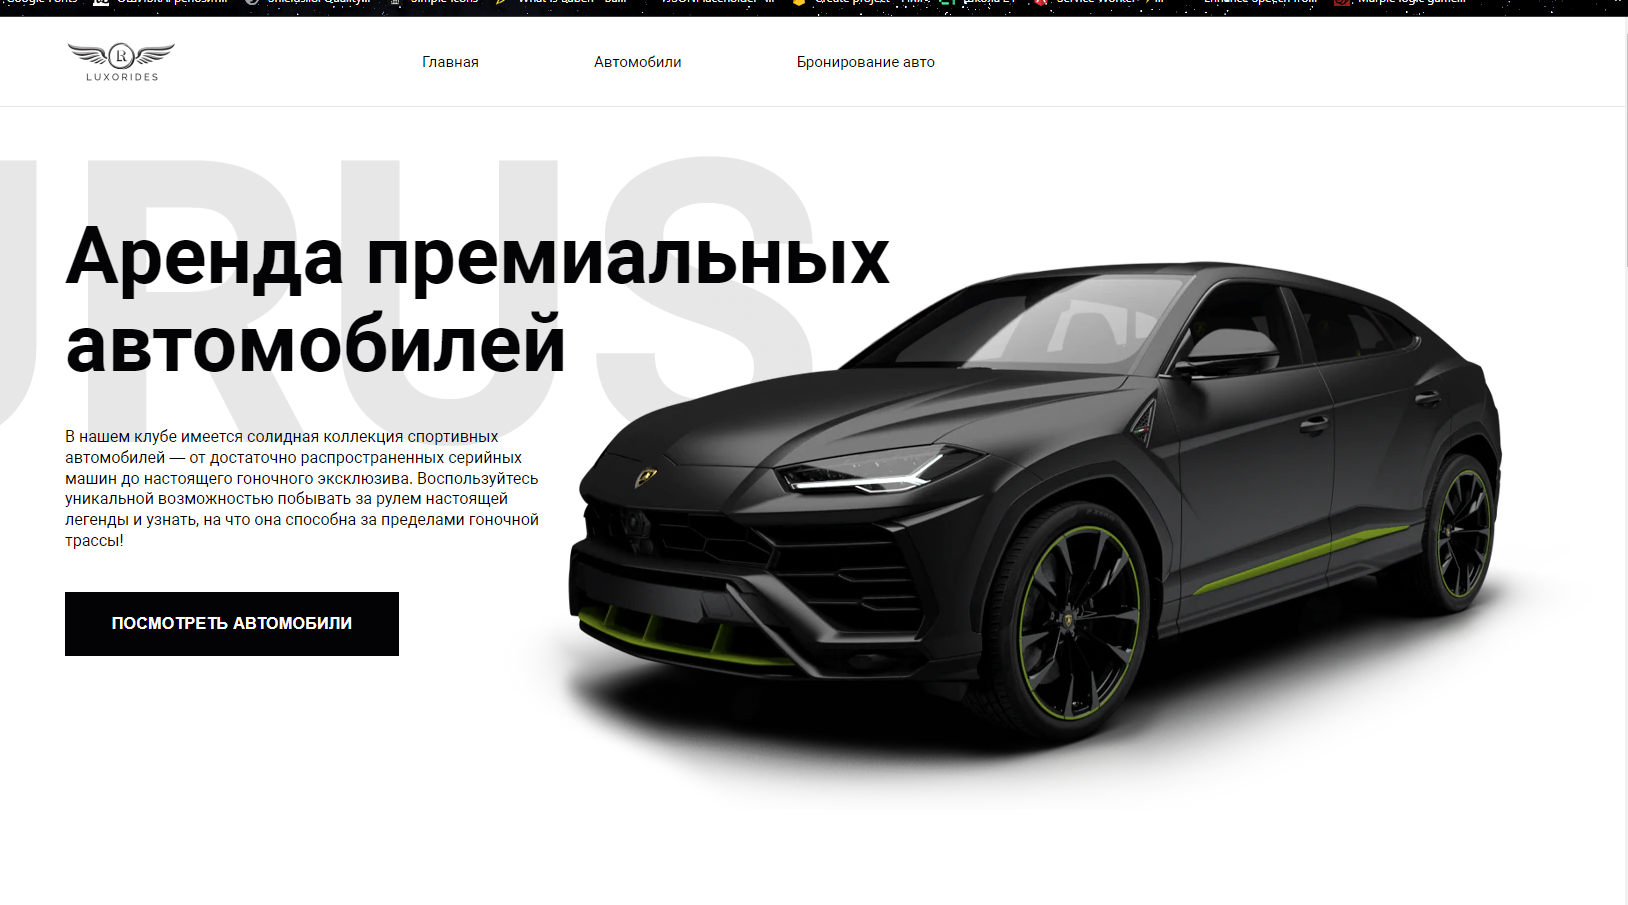 Simple Icons
LUXORIDES
Главная
Автомобили
Бронирование авто
URUS
Аренда премиальных
автомобилей
В нашем клубе имеется солидная коллекция спортивных
автомобилей — от достаточно распространенных серийных
машин до настоящего гоночного эксклюзива. Воспользуйтесь
уникальной возможностью побывать за рулем настоящей
легенды и узнать, на что она способна за пределами гоночной
трассы!
ПОСМОТРЕТЬ АВТОМОБИЛИ